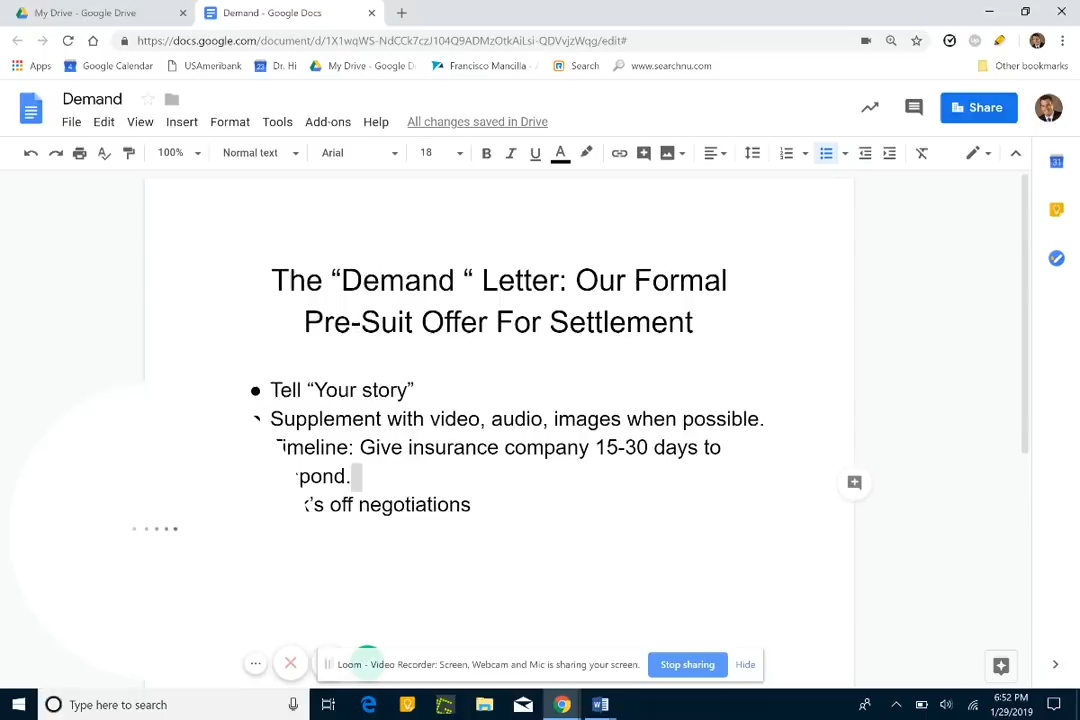 My Drive - Google Drive
Demand - Google Docs
https://docs.google.com/document/d/1X1wqWS-NdCCk7czJ104Q9ADMzOtkAiLsi-QDVvjzWqg/edit#
Apps Google Calendar USAmeribank Dr. Hi My Drive - Google D Francisco Mancilla - Search www.searchnu.com Other bookmarks
Demand
File Edit View Insert Format Tools Add-ons Help All changes saved in Drive
Share
100% Normal text Arial 18 B I U A
The “Demand “ Letter: Our Formal
Pre-Suit Offer For Settlement
● Tell “Your story”
Supplement with video, audio, images when possible.
Timeline: Give insurance company 15-30 days to
pond.
k’s off negotiations
Loom - Video Recorder: Screen, Webcam and Mic is sharing your screen. Stop sharing Hide
Type here to search
6:52 PM
1/29/2019